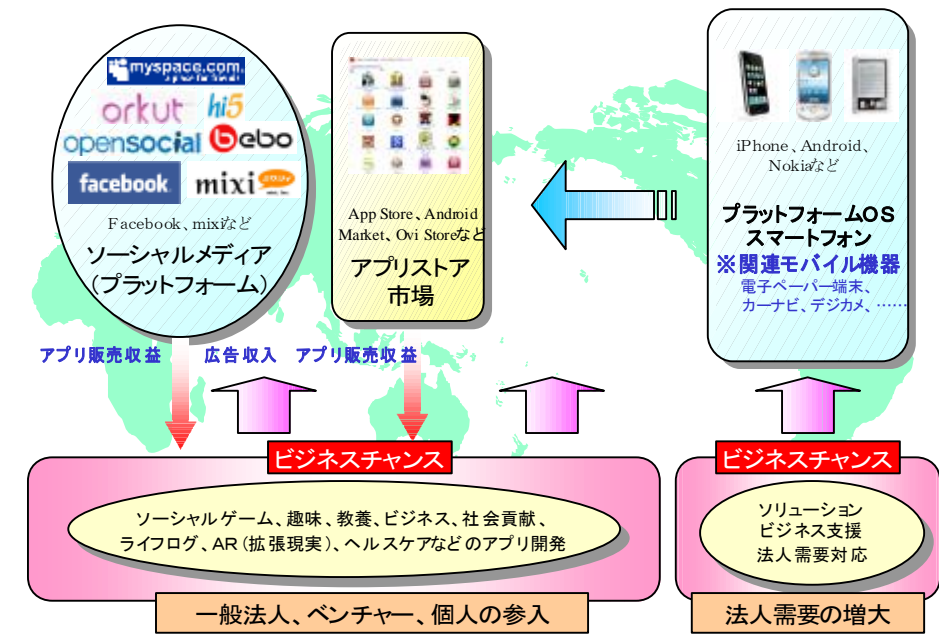 myspace.com.
a place for friends
orkut
hi5
opensocial
bebo
facebook
mixi
Facebook、mixiなど
ソーシャルメディア
(プラットフォーム)
App Store、Android
Market、Ovi Storeなど
アプリストア
市場
iPhone、Android、
Nokiaなど
プラットフォームOS
スマートフォン
※関連モバイル機器
電子ペーパー端末、
カーナビ、デジカメ、……
アプリ販売収益
広告収入
アプリ販売収益
ビジネスチャンス
ソーシャルゲーム、趣味、教養、ビジネス、社会貢献、
ライフログ、AR(拡張現実)、ヘルスケアなどのアプリ開発
一般法人、ベンチャー、個人の参入
ビジネスチャンス
ソリューション
ビジネス支援
法人需要対応
法人需要の増大